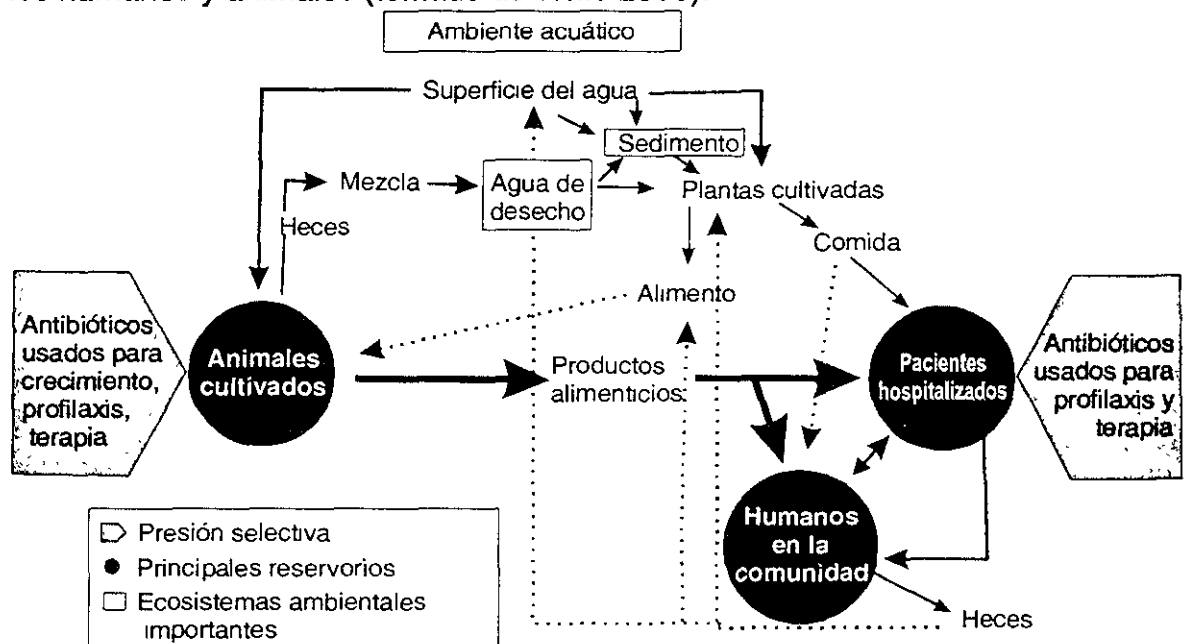 Ambiente acuático
Superficie del agua
Sedimento
Mezcla
Agua de
desecho
Plantas cultivadas
Heces
Comida
Alimento
Antibióticos
usados para
crecimiento,
profilaxis,
terapia
Animales
cultivados
Productos
alimenticios
Pacientes
hospitalizados
Antibióticos
usados para
profilaxis y
terapia
Humanos
en la
comunidad
Heces
Presión selectiva
Principales reservorios
Ecosistemas ambientales
importantes